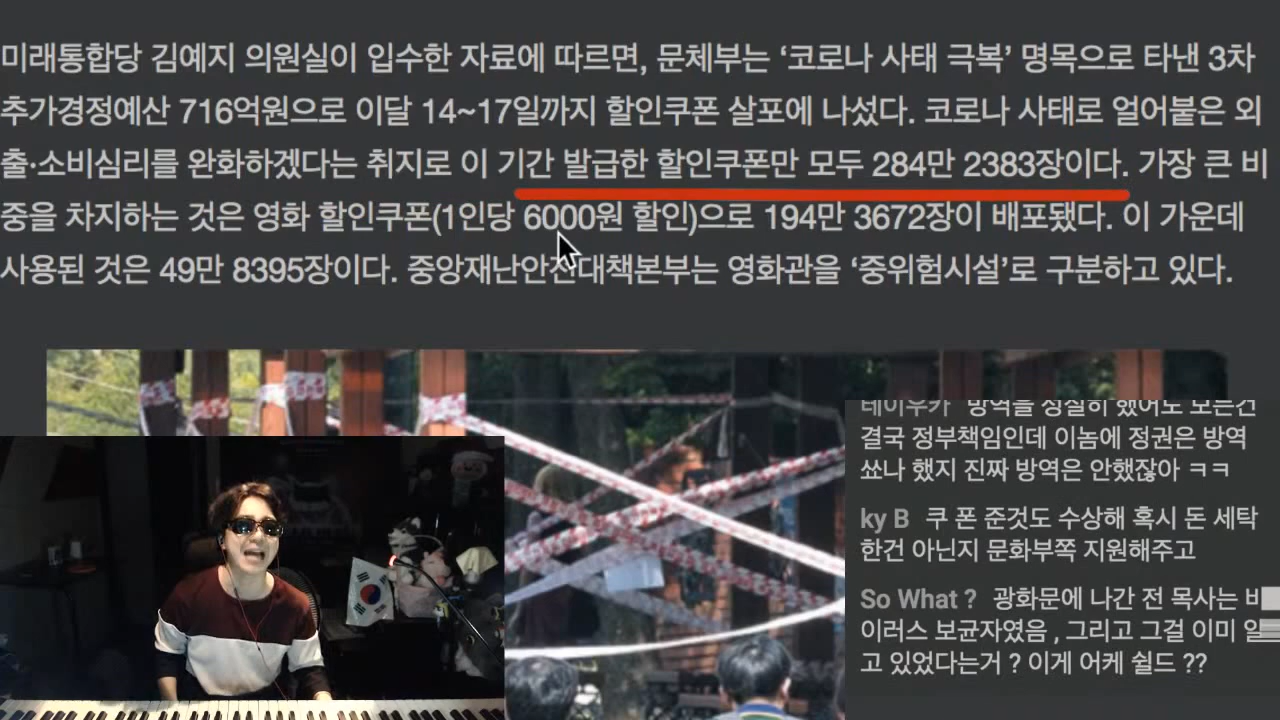 미래통합당 김예지 의원실이 입수한 자료에 따르면, 문체부는 ‘코로나 사태 극복’ 명목으로 타낸 3차
추가경정예산 716억원으로 이달 14~17일까지 할인쿠폰 살포에 나섰다. 코로나 사태로 얼어붙은 외
출·소비심리를 완화하겠다는 취지로 이 기간 발급한 할인쿠폰만 모두 284만 2383장이다. 가장 큰 비
중을 차지하는 것은 영화 할인쿠폰(1인당 6000원 할인)으로 194만 3672장이 배포됐다. 이 가운데
사용된 것은 49만 8395장이다. 중앙재난안전대책본부는 영화관을 ‘중위험시설’로 구분하고 있다.
테이우카 방역을 성실히 했어도 모든건
결국 정부책임인데 이놈에 정권은 방역
쑈나 했지 진짜 방역은 안했잖아 ㅋㅋ
ky B 쿠 폰 준것도 수상해 혹시 돈 세탁
한건 아닌지 문화부쪽 지원해주고
So What ? 광화문에 나간 전 목사는 바
이러스 보균자였음 , 그리고 그걸 이미 알
고 있었다는거 ? 이게 어케 쉴드 ??